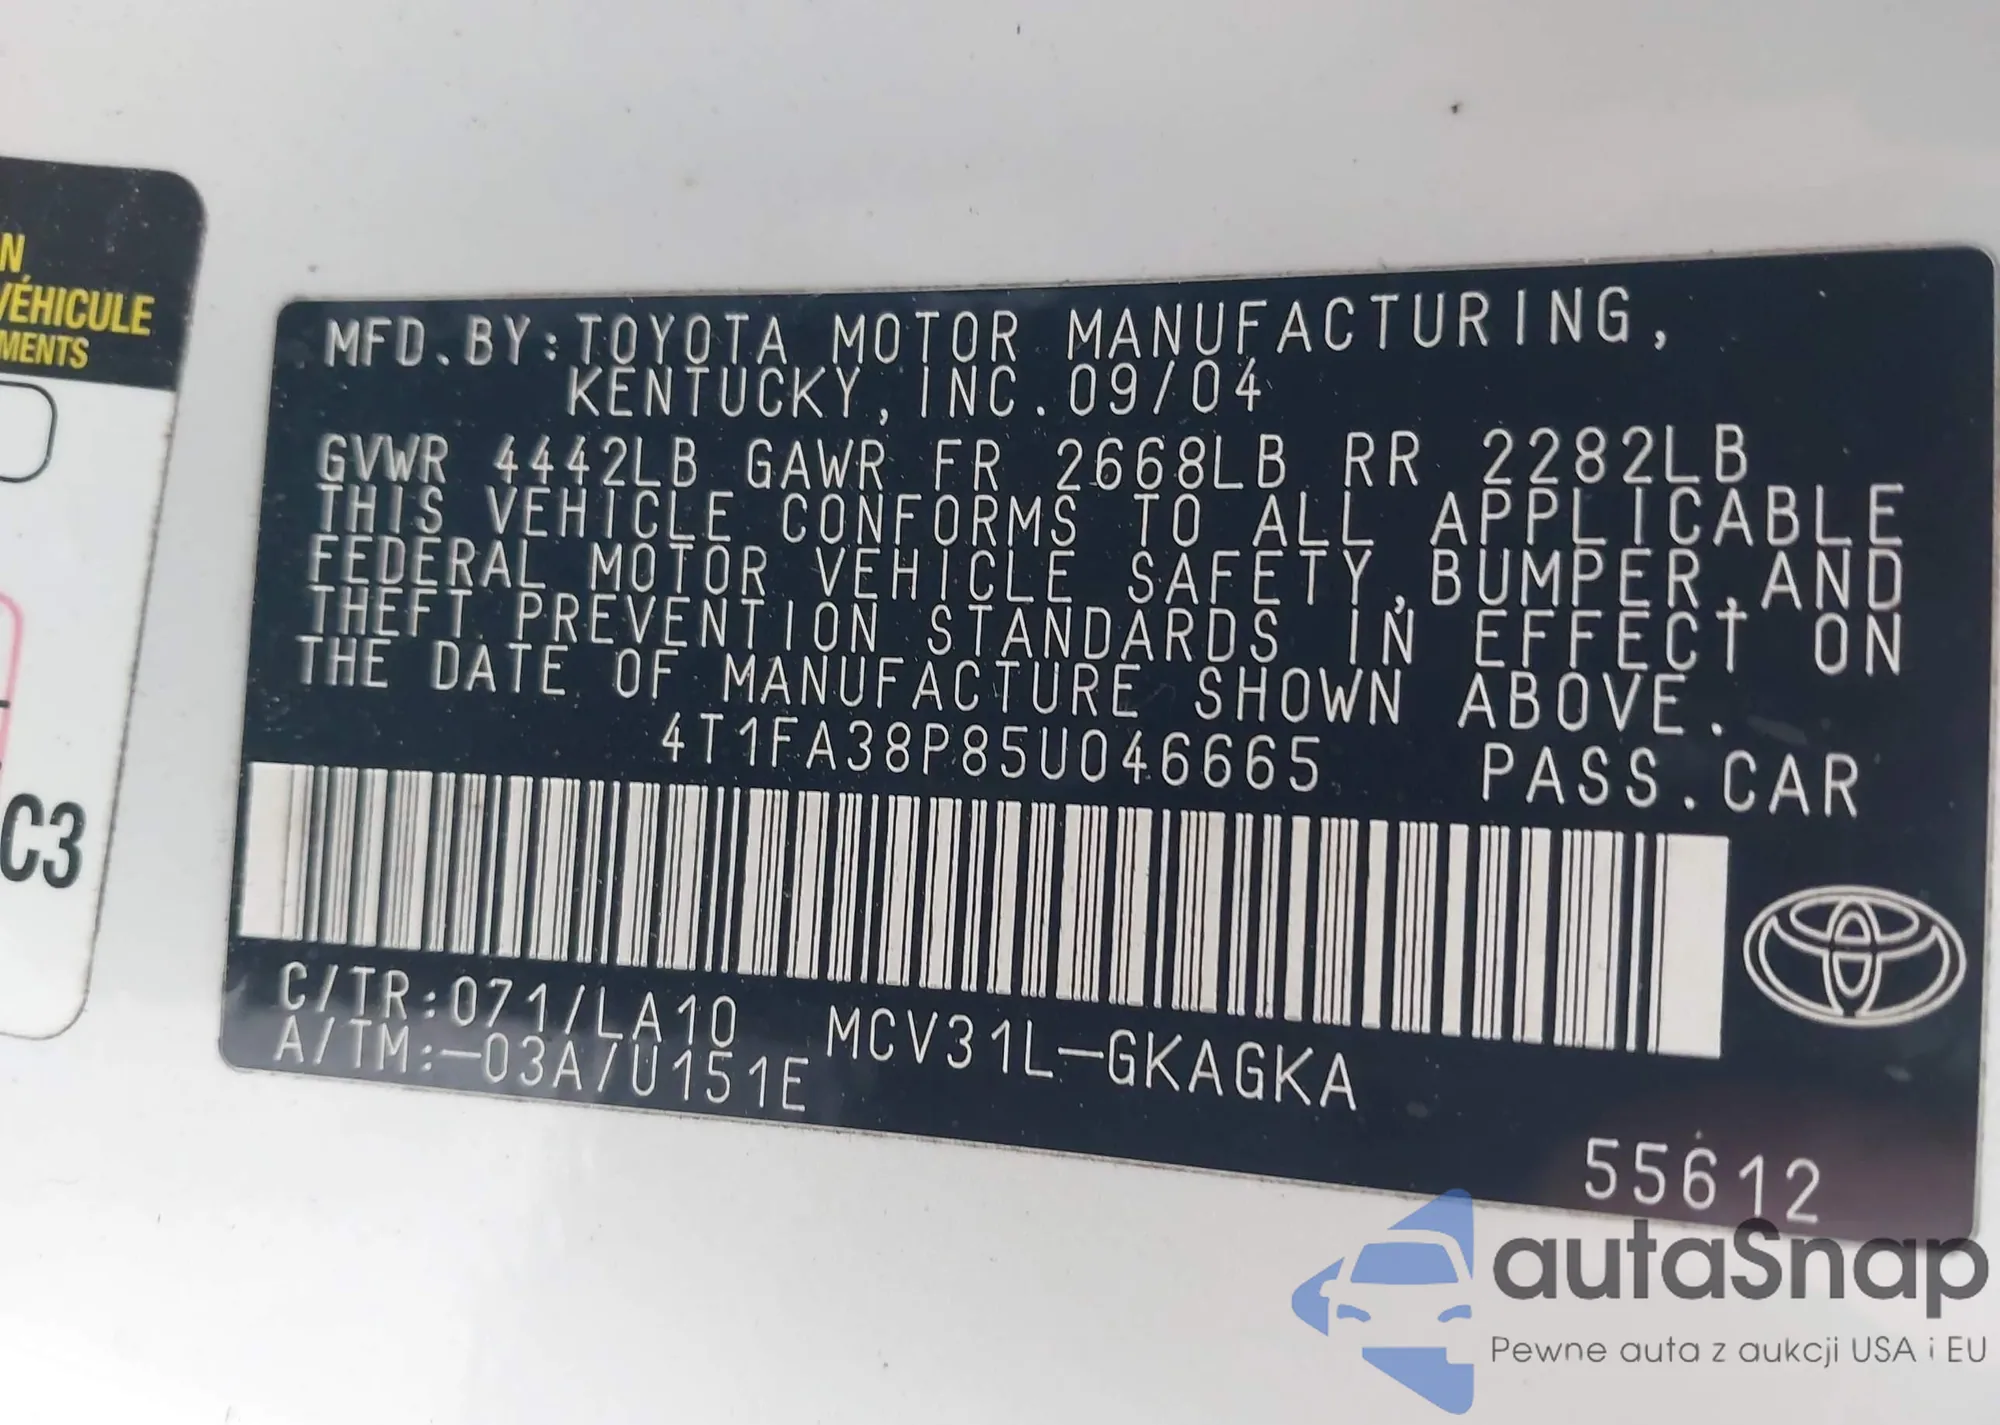 N
VÉHICULE
MENTS
C3
MFD.BY:TOYOTA MOTOR MANUFACTURING,
KENTUCKY, INC. 09/04
GVWR 4442LB GAWR FR 2668LB RR 2282LB
THIS VEHICLE CONFORMS TO ALL APPLICABLE
FEDERAL MOTOR VEHICLE SAFETY,BUMPER,AND
THEFT PREVENTION STANDARDS IN EFFECT ON
THE DATE OF MANUFACTURE SHOWN ABOVE.
4T1FA38P85U046665 PASS.CAR
C/TR:071/LA10 MCV31L-GKAGKA
A/TM:-03A/U151E
55612
autaSnap
Pewne auta z aukcji USA i EU